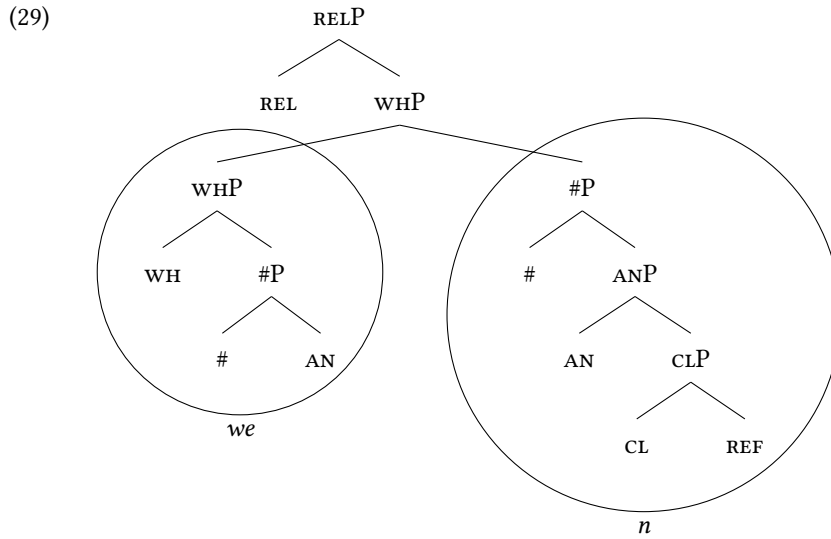 (29)
RELP
REL WHP
WHP #P
WH #P # ANP
# AN AN CLP
we
CL REF
n